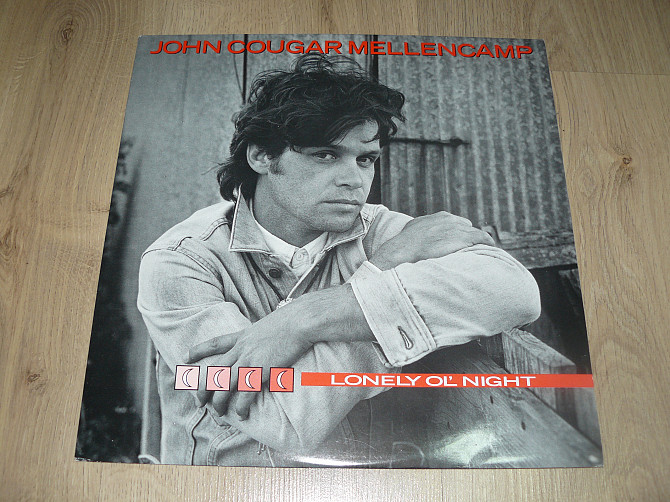 JOHN COUGAR MELLENCAMP
LONELY OL' NIGHT